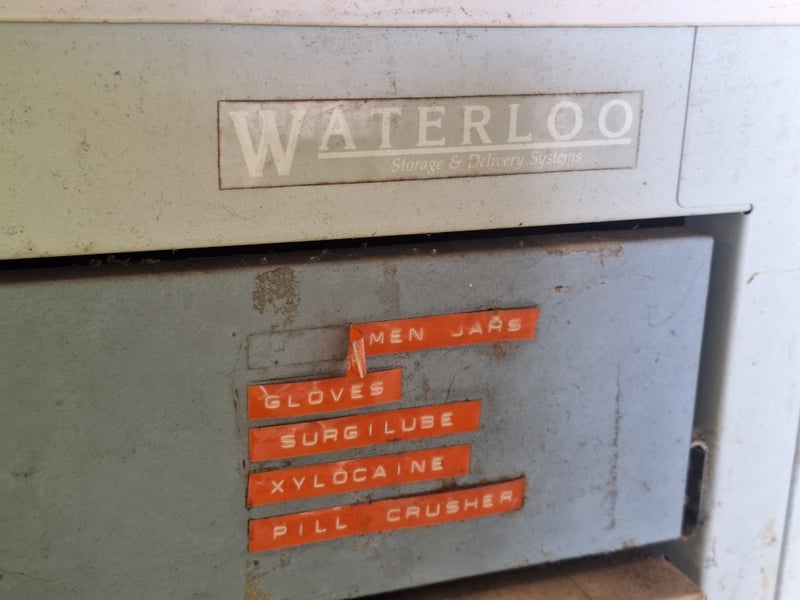 WATERLOO
Storage & Delivery Systems
MEN JARS
GLOVES
SURGILUBE
XYLOCAINE
PILL CRUSHER